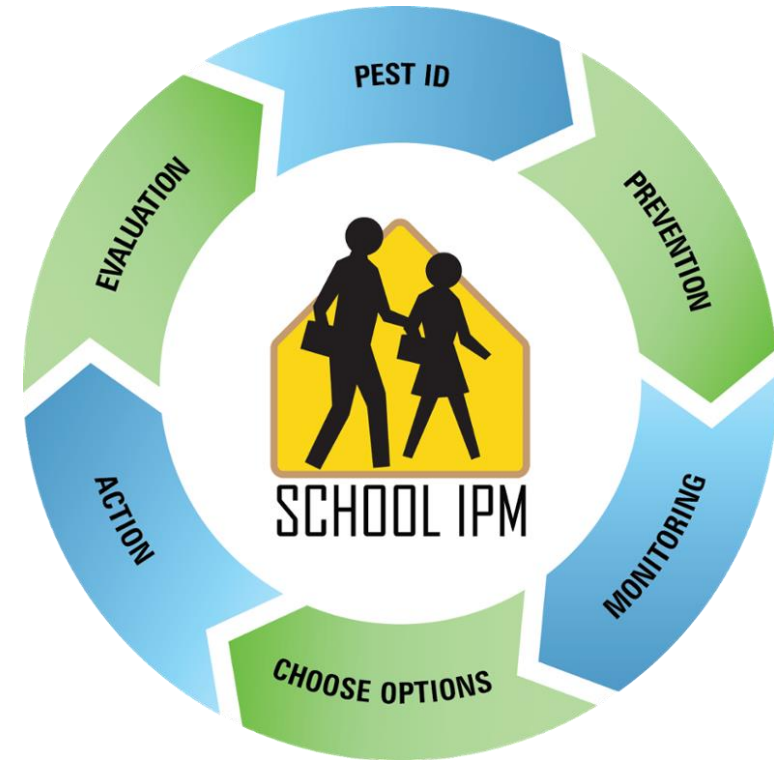 PEST ID
PREVENTION
MONITORING
CHOOSE OPTIONS
ACTION
EVALUATION
SCHOOL IPM